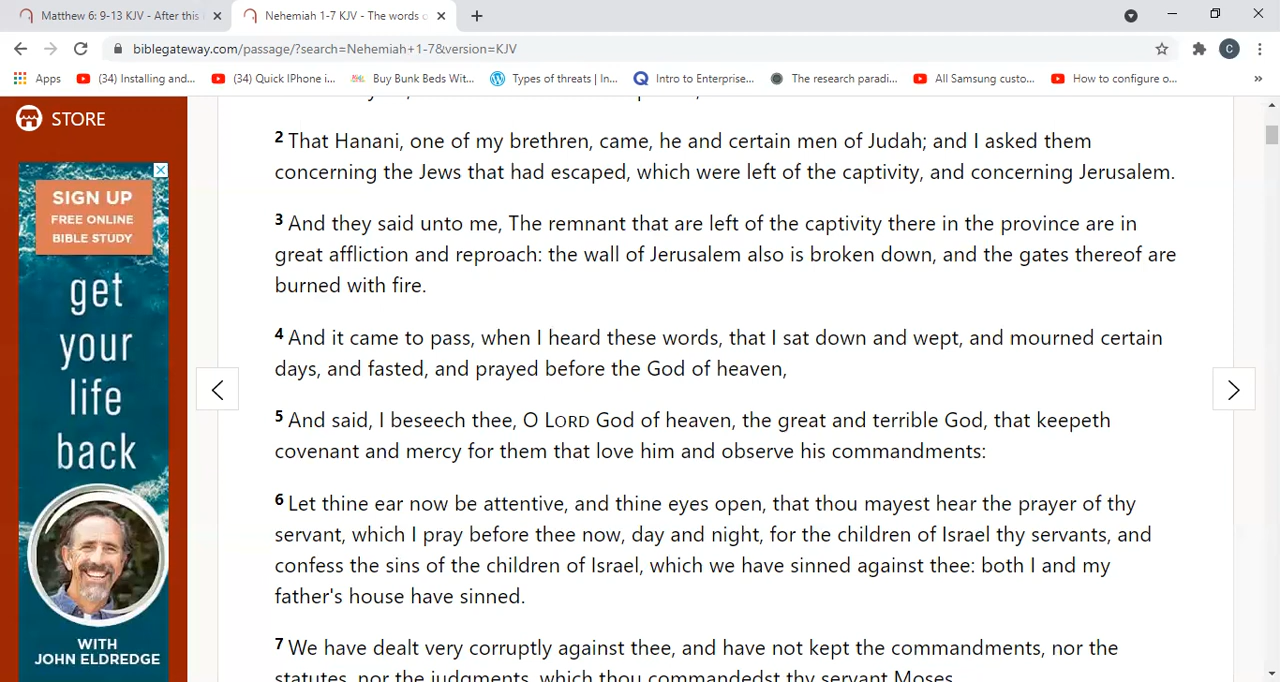 Matthew 6: 9-13 KJV - After this
Nehemiah 1-7 KJV - The words o
biblegateway.com/passage/?search=Nehemiah+1-7&version=KJV
C
Apps
(34) Installing and...
(34) Quick IPhone i...
Buy Bunk Beds Wit...
Types of threats | In...
Intro to Enterprise...
The research paradi...
All Samsung custo...
How to configure o...
STORE
SIGN UP
FREE ONLINE
BIBLE STUDY
get
your
life
back
WITH
JOHN ELDREDGE
2 That Hanani, one of my brethren, came, he and certain men of Judah; and I asked them
concerning the Jews that had escaped, which were left of the captivity, and concerning Jerusalem.
3 And they said unto me, The remnant that are left of the captivity there in the province are in
great affliction and reproach: the wall of Jerusalem also is broken down, and the gates thereof are
burned with fire.
4 And it came to pass, when I heard these words, that I sat down and wept, and mourned certain
days, and fasted, and prayed before the God of heaven,
5 And said, I beseech thee, O LORD God of heaven, the great and terrible God, that keepeth
covenant and mercy for them that love him and observe his commandments:
6 Let thine ear now be attentive, and thine eyes open, that thou mayest hear the prayer of thy
servant, which I pray before thee now, day and night, for the children of Israel thy servants, and
confess the sins of the children of Israel, which we have sinned against thee: both I and my
father's house have sinned.
7 We have dealt very corruptly against thee, and have not kept the commandments, nor the
statutes, nor the judgments, which thou commandedst thy servant Moses.